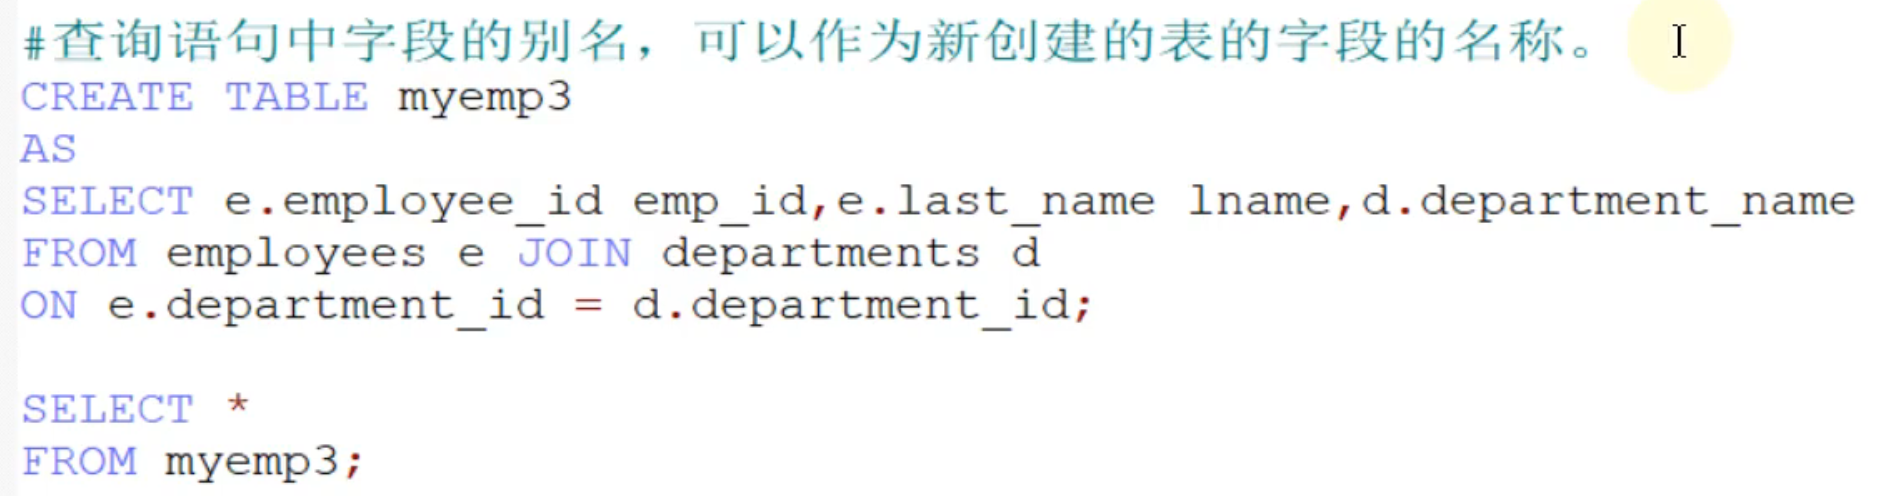 #查询语句中字段的别名，可以作为新创建的表的字段的名称。
CREATE TABLE myemp3
AS
SELECT e.employee_id emp_id,e.last_name lname,d.department_name
FROM employees e JOIN departments d
ON e.department_id = d.department_id;
SELECT *
FROM myemp3;